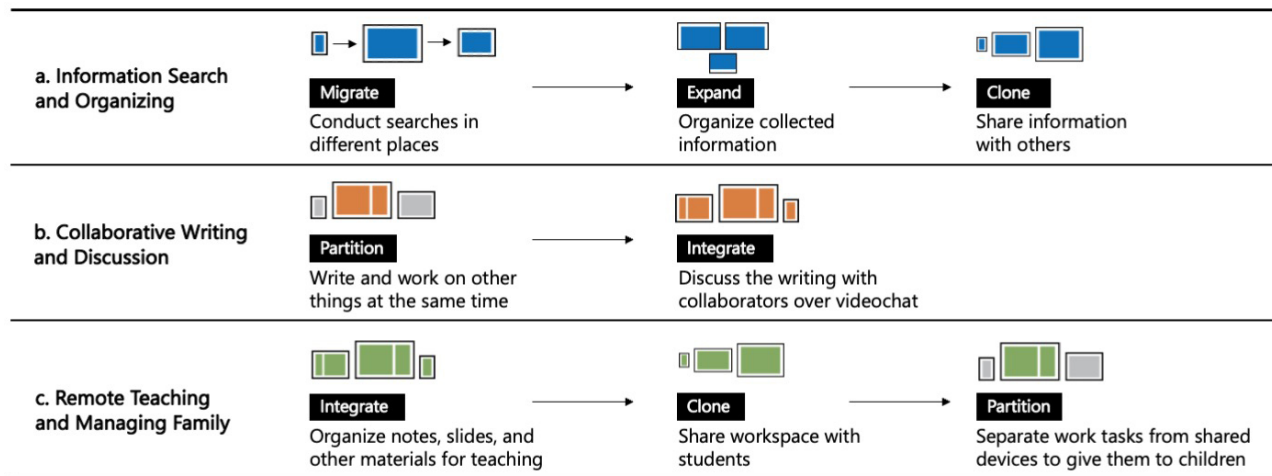 a. Information Search
and Organizing
Migrate
Conduct searches in
different places
Expand
Organize collected
information
Clone
Share information
with others
b. Collaborative Writing
and Discussion
Partition
Write and work on other
things at the same time
Integrate
Discuss the writing with
collaborators over videochat
c. Remote Teaching
and Managing Family
Integrate
Organize notes, slides, and
other materials for teaching
Clone
Share workspace with
students
Partition
Separate work tasks from shared
devices to give them to children